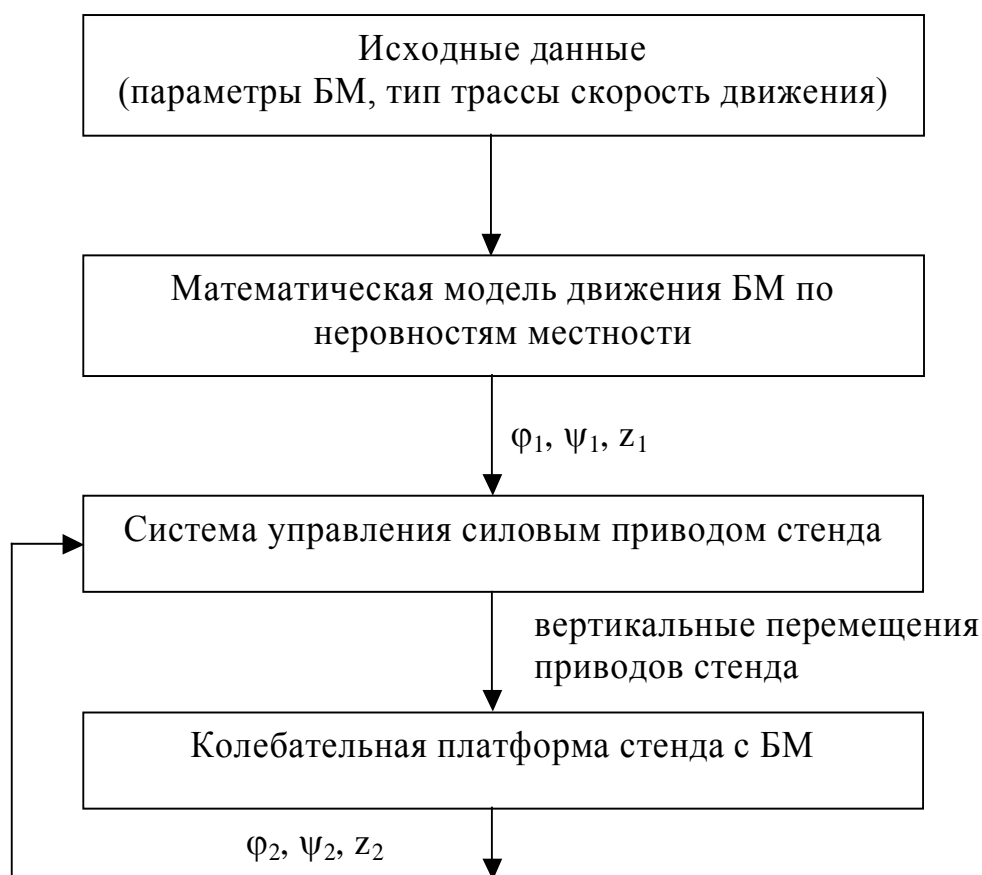 Исходные данные
(параметры БМ, тип трассы скорость движения)
Математическая модель движения БМ по
неровностям местности
φ₁, ψ₁, z₁
Система управления силовым приводом стенда
вертикальные перемещения
приводов стенда
Колебательная платформа стенда с БМ
φ₂, ψ₂, z₂